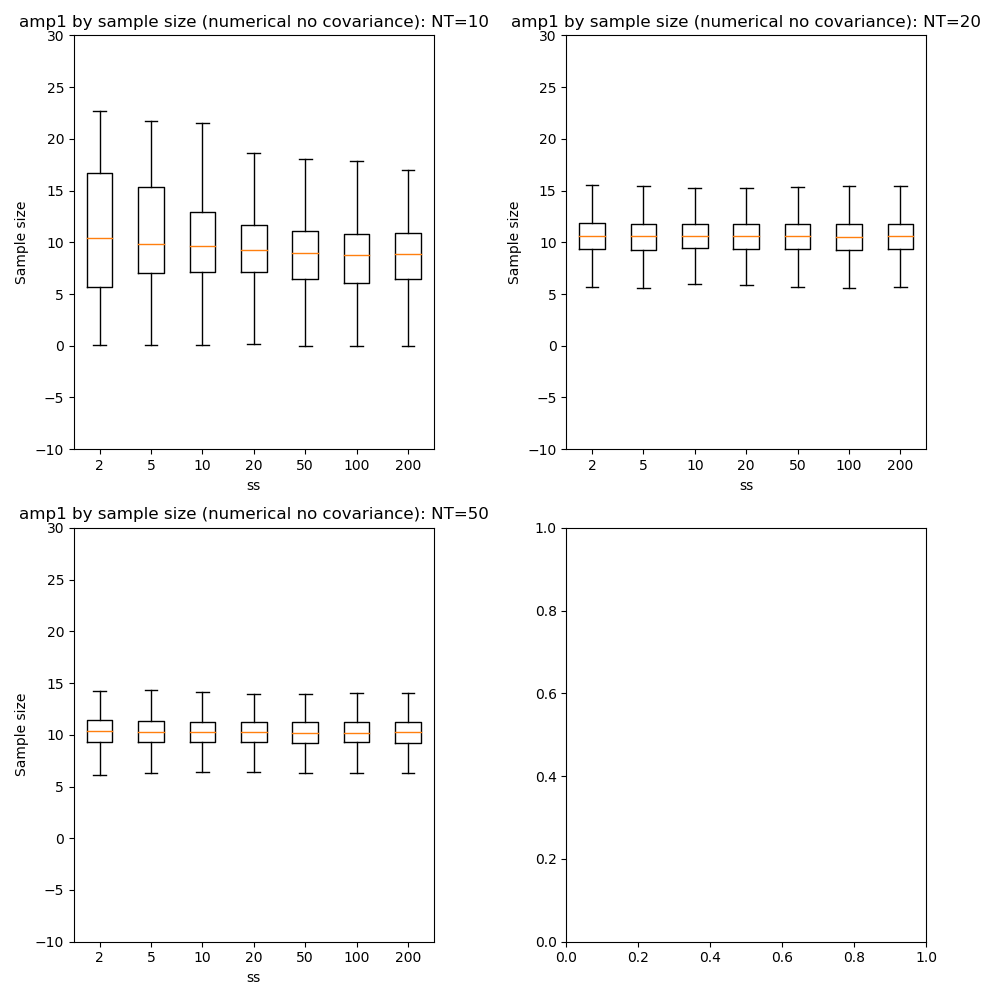 amp1 by sample size (numerical no covariance): NT=10
30
25
20
15
10
5
0
−5
−10
Sample size
2 5 10 20 50 100 200
ss
amp1 by sample size (numerical no covariance): NT=20
30
25
20
15
10
5
0
−5
−10
Sample size
2 5 10 20 50 100 200
ss
amp1 by sample size (numerical no covariance): NT=50
30
25
20
15
10
5
0
−5
−10
Sample size
2 5 10 20 50 100 200
ss
1.0
0.8
0.6
0.4
0.2
0.0
0.0 0.2 0.4 0.6 0.8 1.0